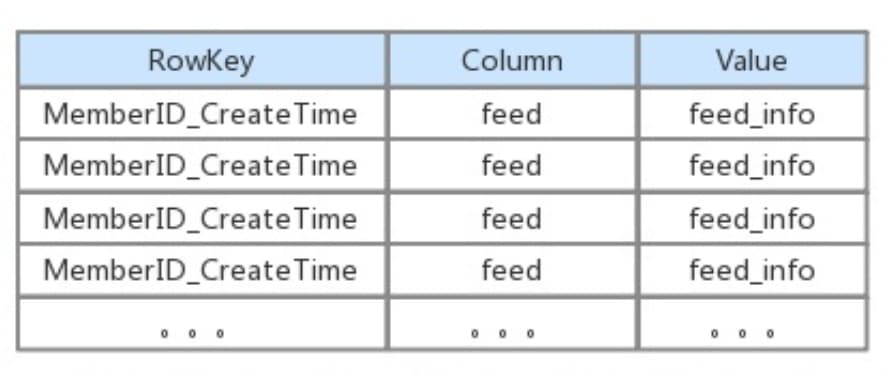 RowKey Column Value
MemberID_CreateTime feed feed_info
MemberID_CreateTime feed feed_info
MemberID_CreateTime feed feed_info
MemberID_CreateTime feed feed_info
。。。 。。。 。。。